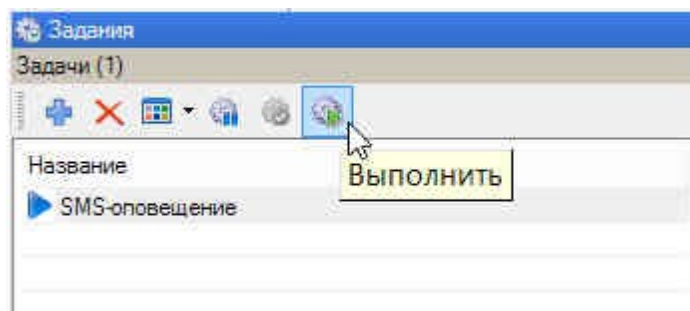 Задания
Задачи (1)
Название
Выполнить
SMS-оповещение